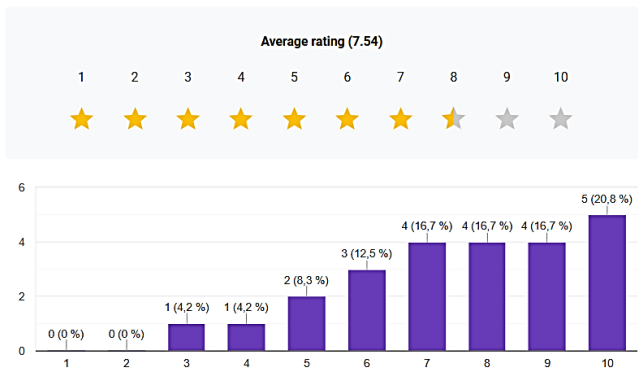 Average rating (7.54)
1 2 3 4 5 6 7 8 9 10
6
5 (20,8 %)
4 (16,7 %) 4 (16,7 %) 4 (16,7 %)
4
3 (12,5 %)
2 (8,3 %)
2
1 (4,2 %) 1 (4,2 %)
0 (0 %) 0 (0 %)
0
1 2 3 4 5 6 7 8 9 10